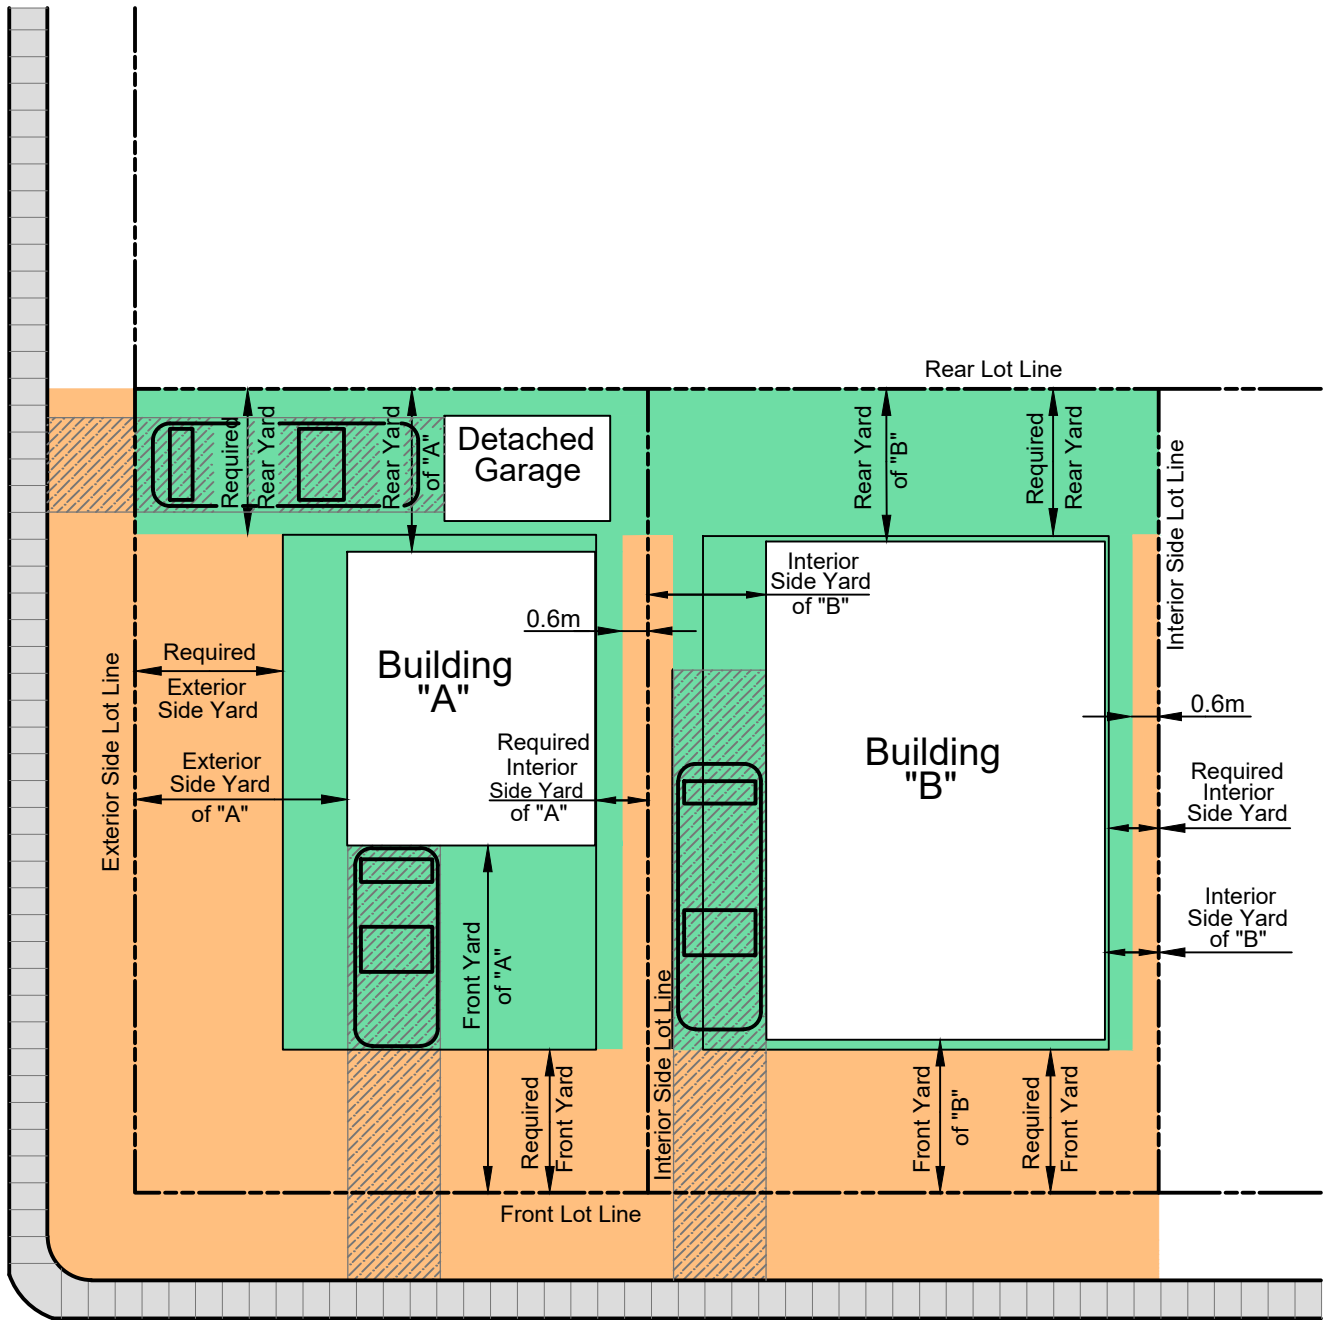 Rear Lot Line
Required
Rear Yard
Rear Yard
of "A"
Detached
Garage
Rear Yard
of "B"
Required
Rear Yard
Interior Side Lot Line
Interior
Side Yard
of "B"
0.6m
Building
"A"
Required
Exterior
Side Yard
Exterior Side Lot Line
Exterior
Side Yard
of "A"
Required
Interior
Side Yard
of "A"
Building
"B"
0.6m
Required
Interior
Side Yard
Interior
Side Yard
of "B"
Front Yard
of "A"
Required
Front Yard
Interior Side Lot Line
Front Yard
of "B"
Required
Front Yard
Front Lot Line